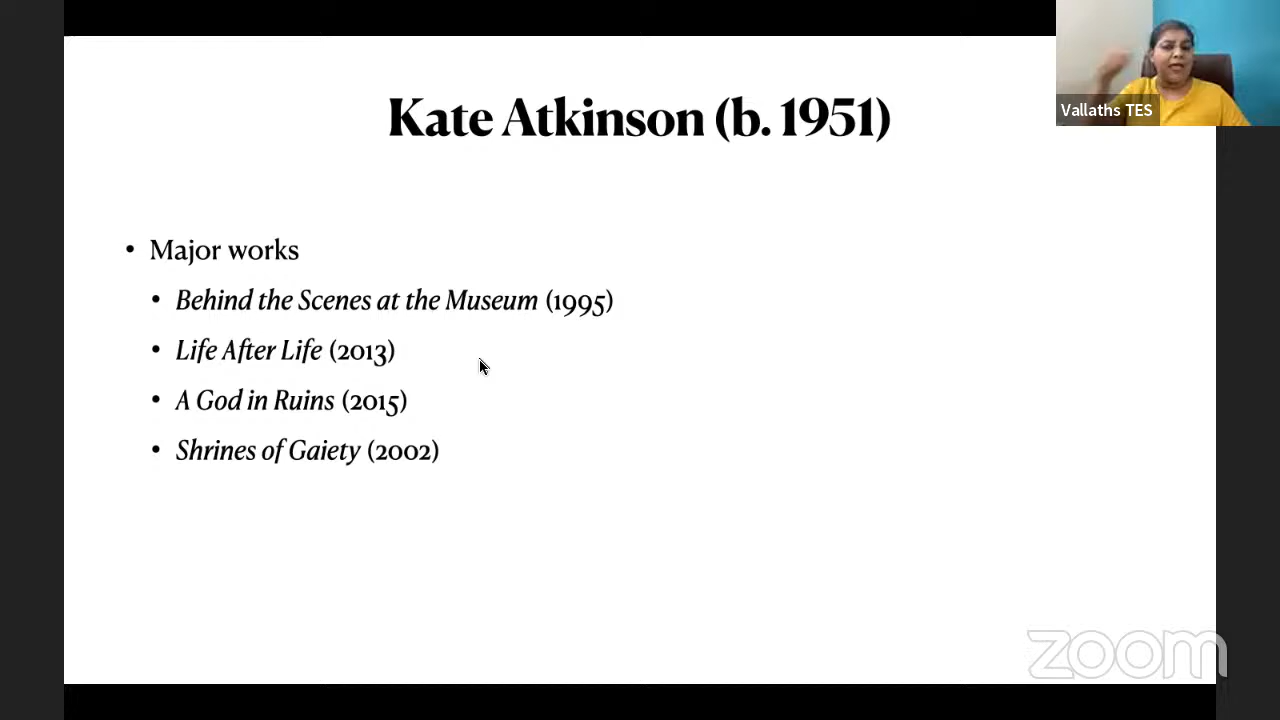 Kate Atkinson (b. 1951)
Vallaths TES
• Major works
• Behind the Scenes at the Museum (1995)
• Life After Life (2013)
• A God in Ruins (2015)
• Shrines of Gaiety (2002)
zoom